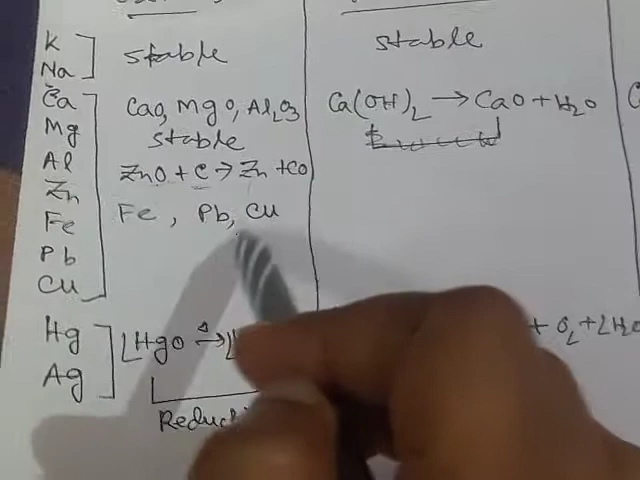 K
Na
stable
stable
Ca
Mg
Al
Zn
Fe
Pb
Cu
CaO, MgO, Al2O3
stable
ZnO + C → Zn + CO
Fe, Pb, Cu
Ca(OH)2 → CaO + H2O
Hg
Ag
2HgO Δ→ 2
+ O2 + 2H2O